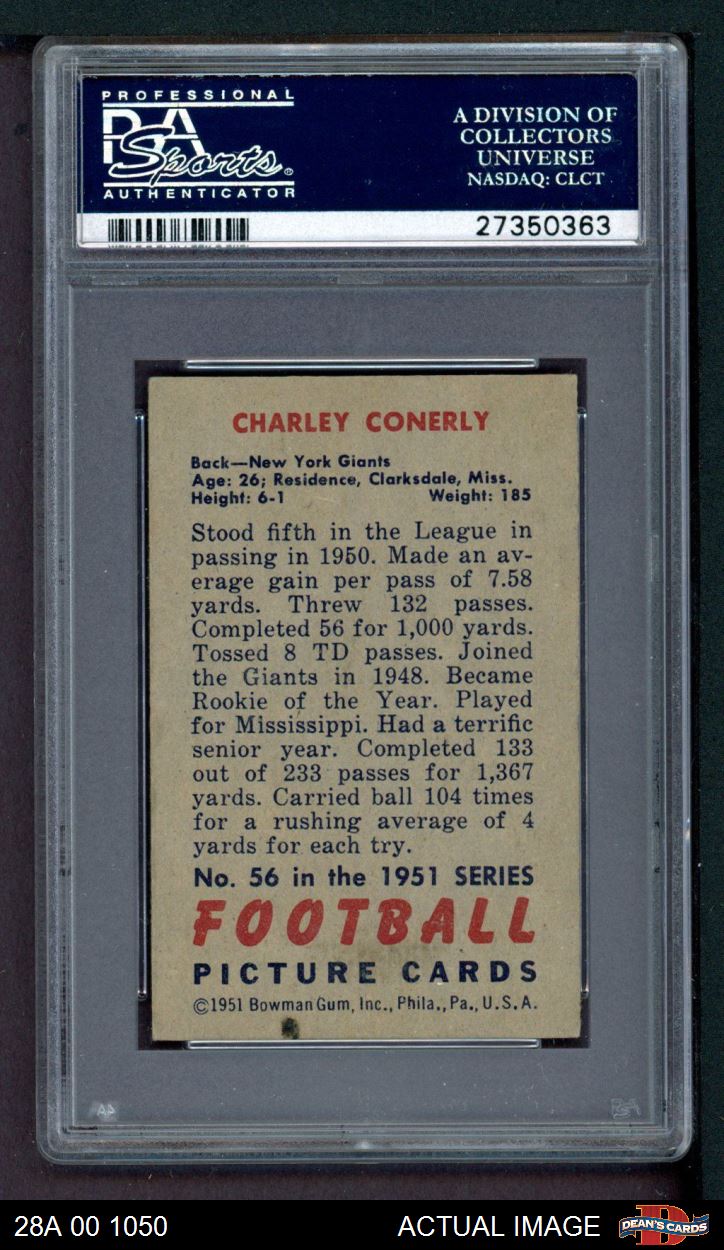 PROFESSIONAL
PSA
Sports®
AUTHENTICATOR
A DIVISION OF
COLLECTORS
UNIVERSE
NASDAQ: CLCT
27350363
CHARLEY CONERLY
Back—New York Giants
Age: 26; Residence, Clarksdale, Miss.
Height: 6-1 Weight: 185
Stood fifth in the League in
passing in 1950. Made an av-
erage gain per pass of 7.58
yards. Threw 132 passes.
Completed 56 for 1,000 yards.
Tossed 8 TD passes. Joined
the Giants in 1948. Became
Rookie of the Year. Played
for Mississippi. Had a terrific
senior year. Completed 133
out of 233 passes for 1,367
yards. Carried ball 104 times
for a rushing average of 4
yards for each try.
No. 56 in the 1951 SERIES
FOOTBALL
PICTURE CARDS
©1951 Bowman Gum, Inc., Phila., Pa., U.S.A.
28A 00 1050
ACTUAL IMAGE
DEAN'S CARDS